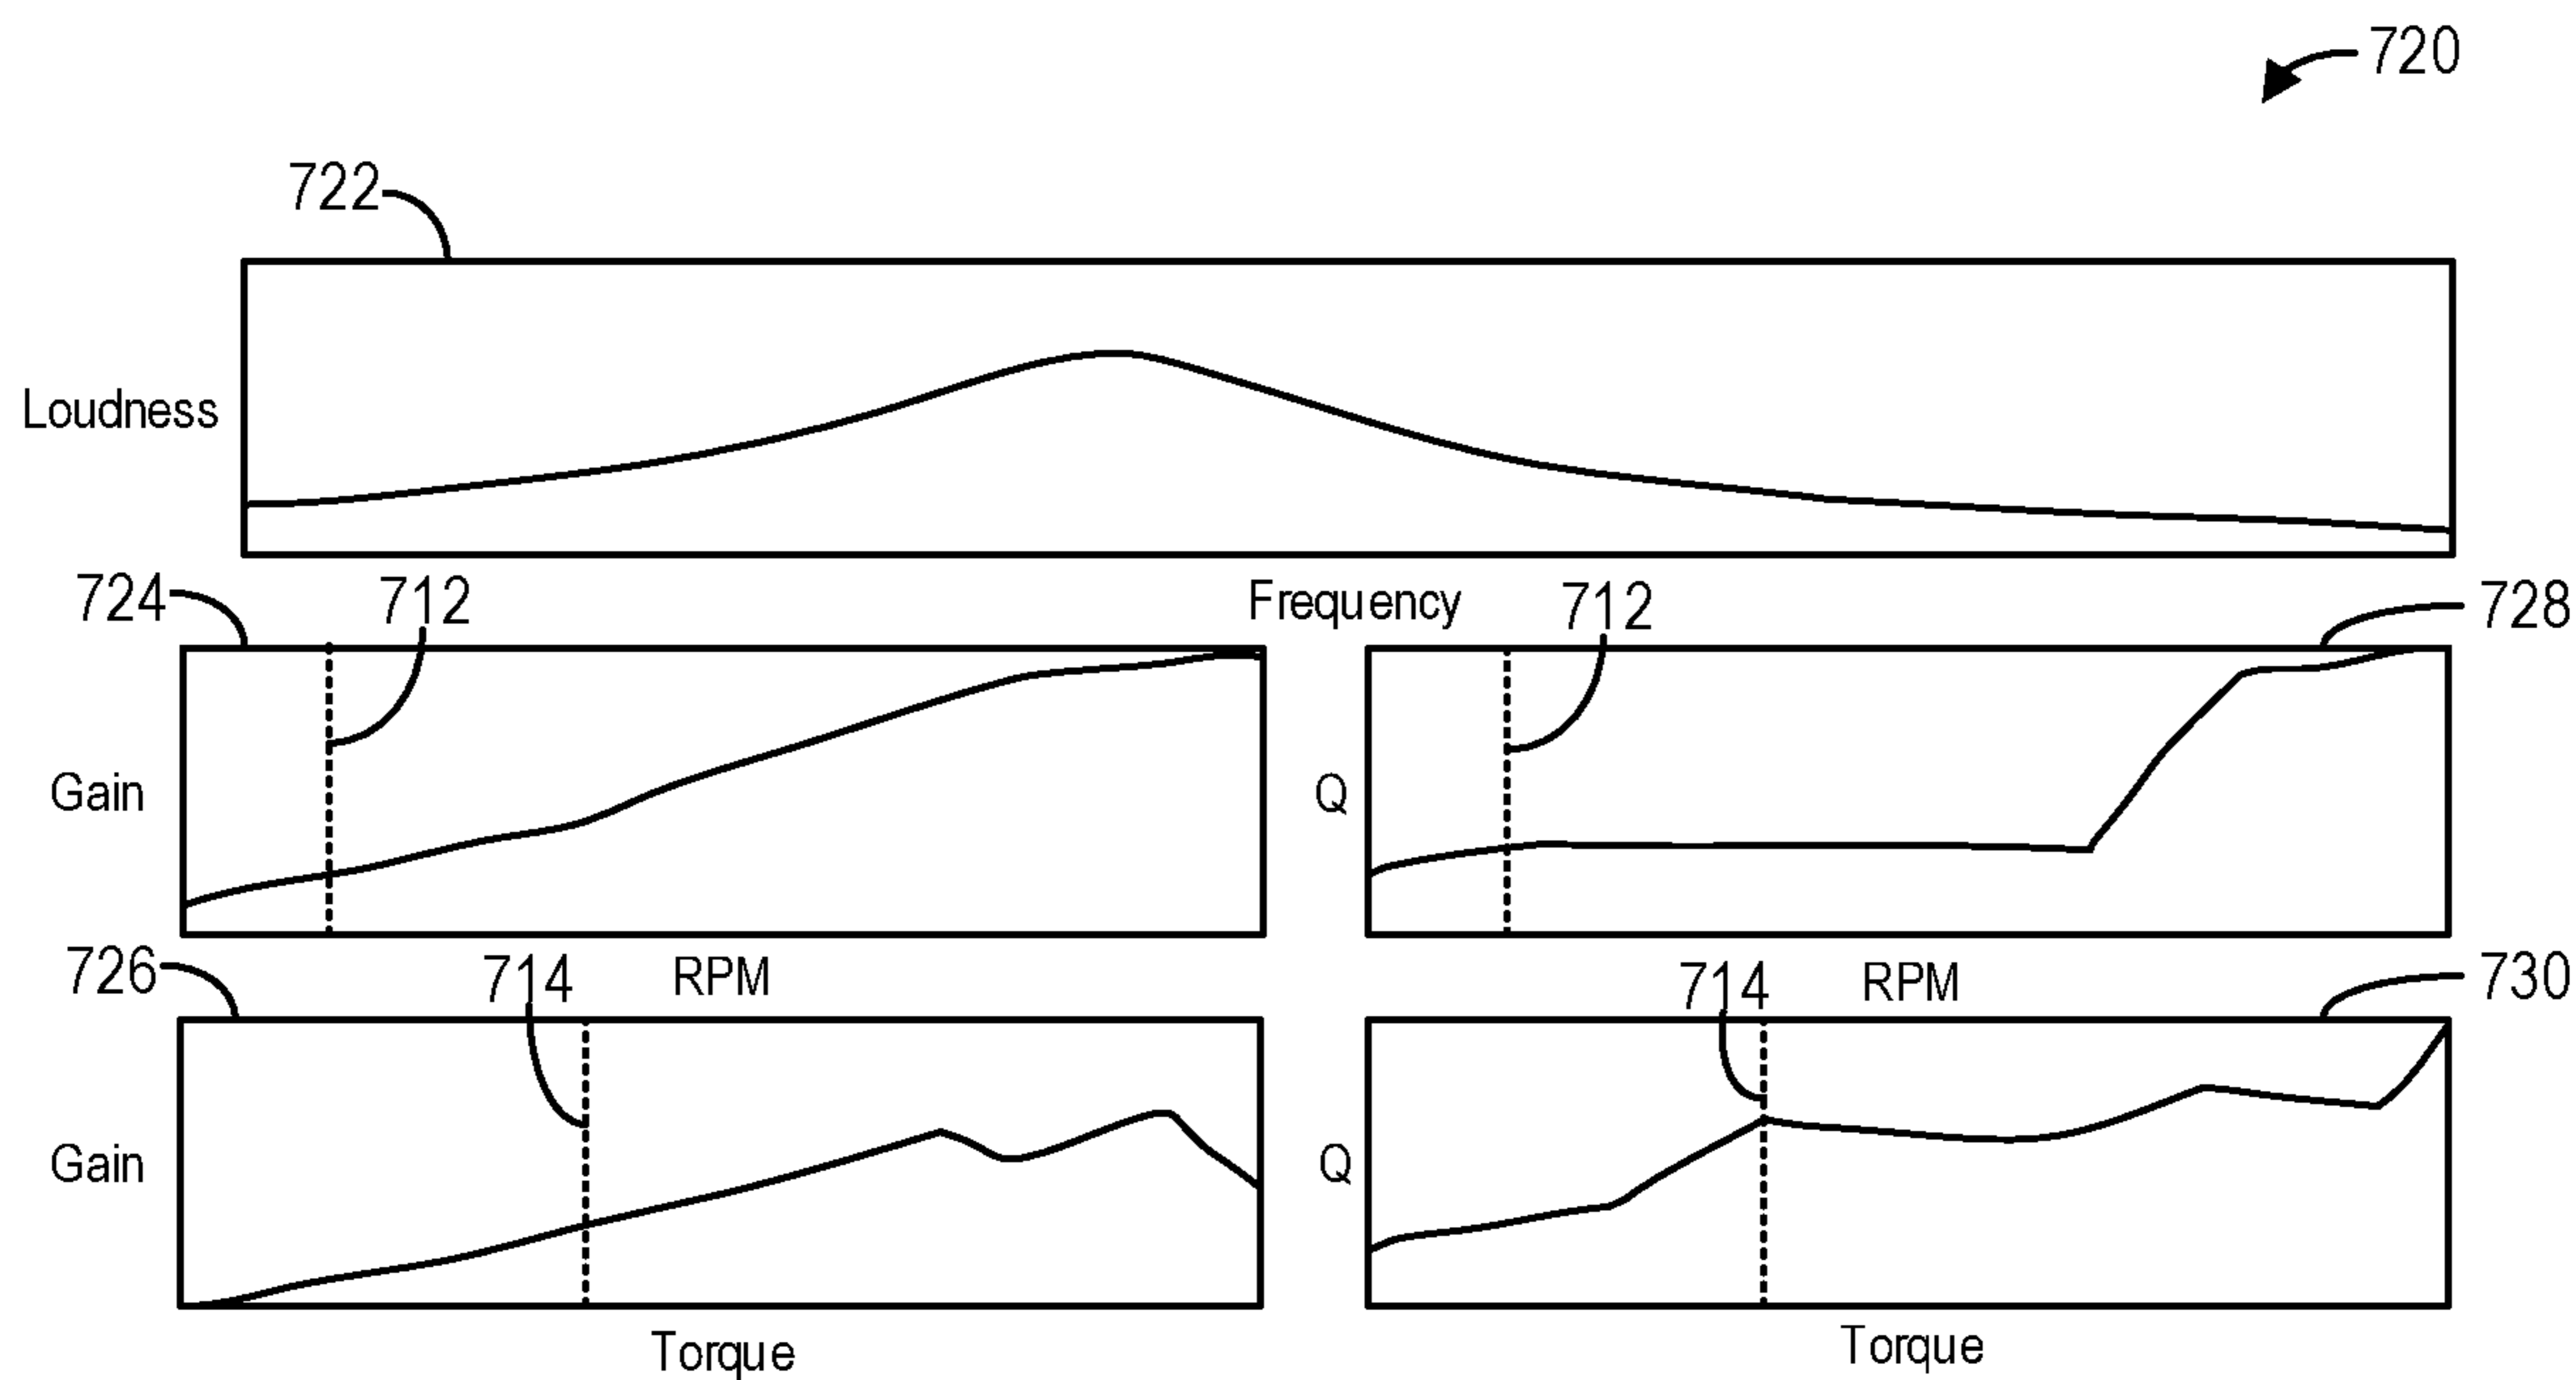 720
722
Loudness
724
712
Frequency
712
728
Gain
Q
726
714
RPM
714
RPM
730
Gain
Q
Torque
Torque